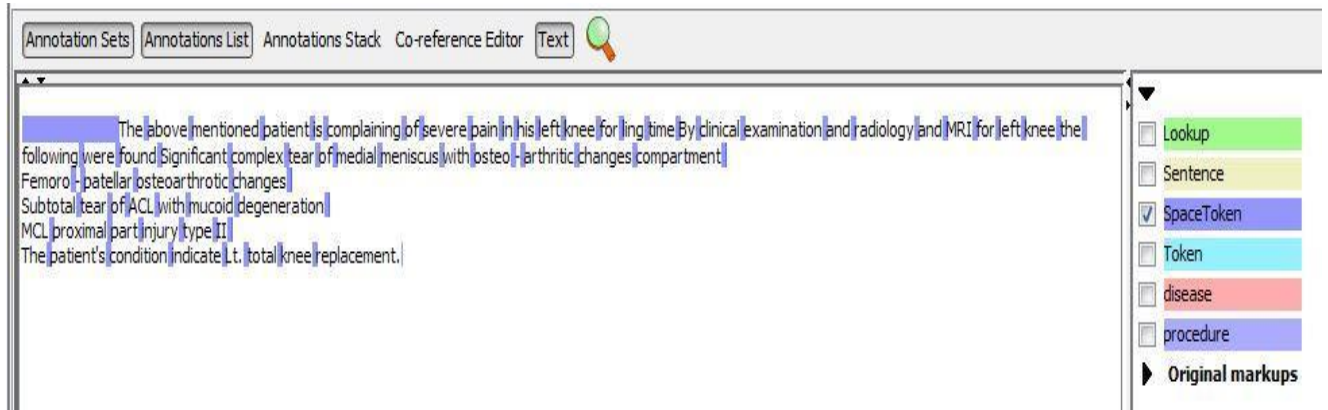 Annotation Sets Annotations List Annotations Stack Co-reference Editor Text
The above mentioned patient is complaining of severe pain in his left knee for ling time By clinical examination and radiology and MRI for left knee the
following were found Significant complex tear of medial meniscus with osteo - arthritic changes compartment
Femoro - patellar osteoarthrotic changes
Subtotal tear of ACL with mucoid degeneration
MCL proximal part injury type II
The patient's condition indicate Lt. total knee replacement.
Lookup
Sentence
SpaceToken
Token
disease
procedure
Original markups